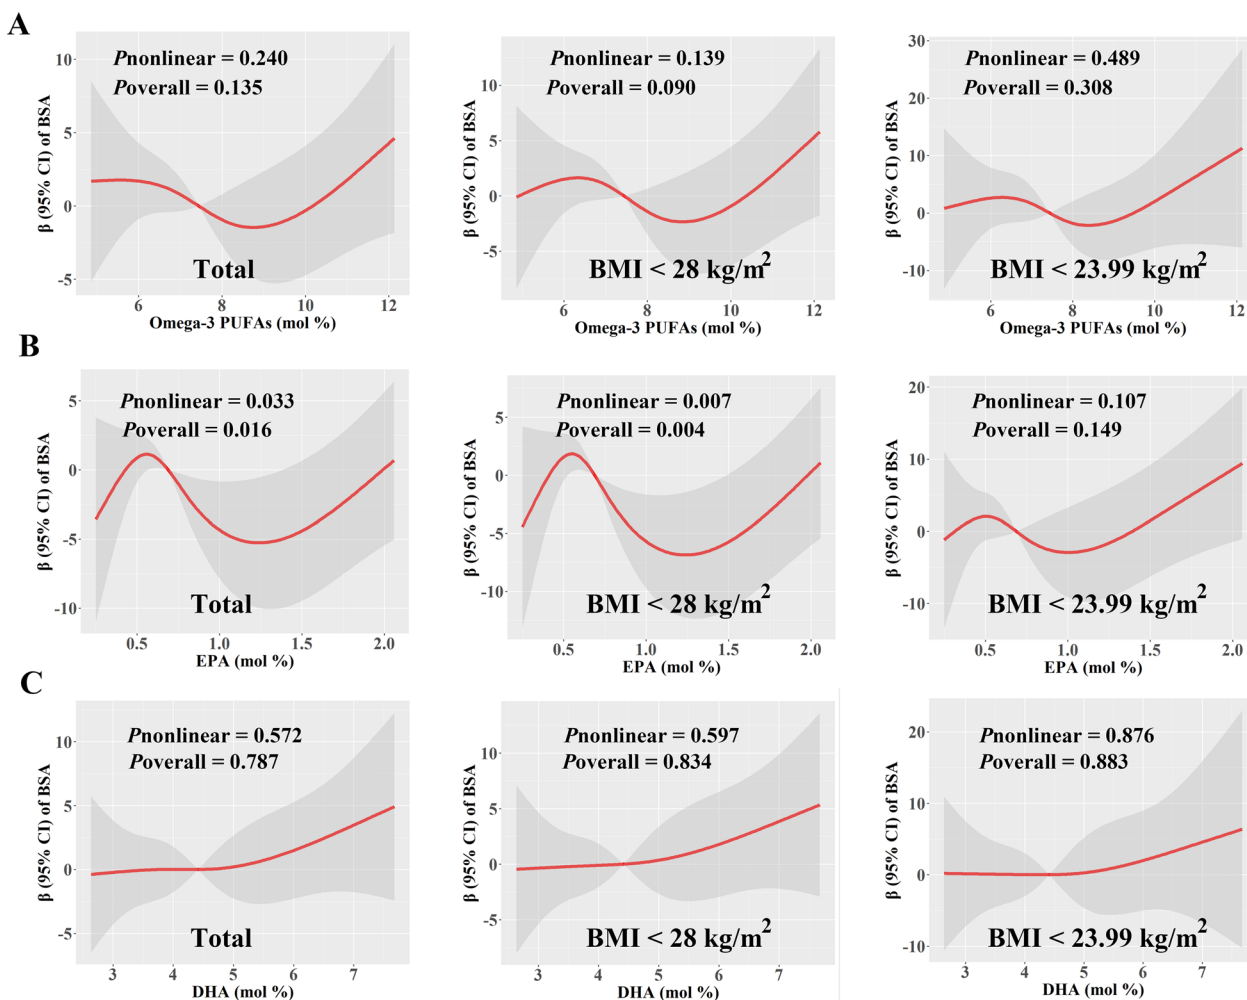 A
β (95% CI) of BSA
10
5
0
-5
Pnonlinear = 0.240
Poverall = 0.135
Total
6 8 10 12
Omega-3 PUFAs (mol %)
β (95% CI) of BSA
10
5
0
-5
Pnonlinear = 0.139
Poverall = 0.090
BMI < 28 kg/m²
6 8 10 12
Omega-3 PUFAs (mol %)
β (95% CI) of BSA
30
20
10
0
-10
Pnonlinear = 0.489
Poverall = 0.308
BMI < 23.99 kg/m²
6 8 10 12
Omega-3 PUFAs (mol %)
B
β (95% CI) of BSA
5
0
-5
-10
Pnonlinear = 0.033
Poverall = 0.016
Total
0.5 1.0 1.5 2.0
EPA (mol %)
β (95% CI) of BSA
5
0
-5
-10
Pnonlinear = 0.007
Poverall = 0.004
BMI < 28 kg/m²
0.5 1.0 1.5 2.0
EPA (mol %)
β (95% CI) of BSA
20
10
0
-10
Pnonlinear = 0.107
Poverall = 0.149
BMI < 23.99 kg/m²
0.5 1.0 1.5 2.0
EPA (mol %)
C
β (95% CI) of BSA
10
5
0
-5
Pnonlinear = 0.572
Poverall = 0.787
Total
3 4 5 6 7
DHA (mol %)
β (95% CI) of BSA
10
5
0
-5
Pnonlinear = 0.597
Poverall = 0.834
BMI < 28 kg/m²
3 4 5 6 7
DHA (mol %)
β (95% CI) of BSA
20
10
0
-10
Pnonlinear = 0.876
Poverall = 0.883
BMI < 23.99 kg/m²
3 4 5 6 7
DHA (mol %)